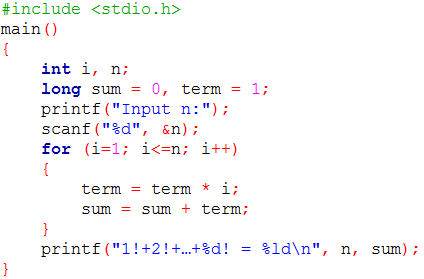 #include <stdio.h>
main()
{
    int i, n;
    long sum = 0, term = 1;
    printf("Input n:");
    scanf("%d", &n);
    for (i=1; i<=n; i++)
    {
        term = term * i;
        sum = sum + term;
    }
    printf("1!+2!+…+%d! = %ld\n", n, sum);
}